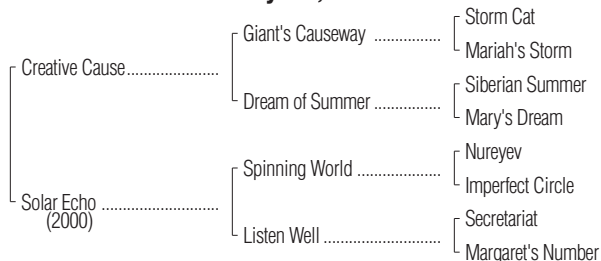 Storm Cat
Giant's Causeway ................
Mariah's Storm
Creative Cause......................
Siberian Summer
Dream of Summer ................
Mary's Dream
Nureyev
Spinning World ....................
Imperfect Circle
Solar Echo ............................
(2000)
Secretariat
Listen Well ............................
Margaret's Number